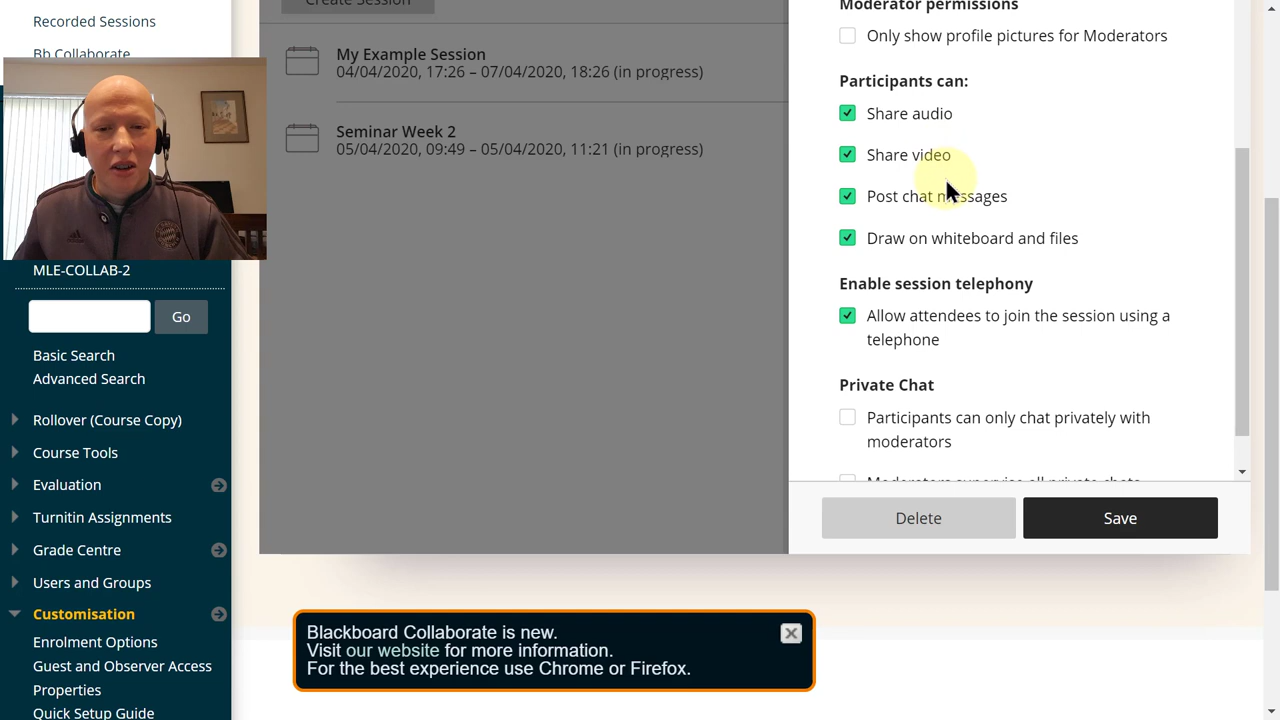 Recorded Sessions
Bb Collaborate
MLE-COLLAB-2
Go
Basic Search
Advanced Search
Rollover (Course Copy)
Course Tools
Evaluation
Turnitin Assignments
Grade Centre
Users and Groups
Customisation
Enrolment Options
Guest and Observer Access
Properties
Quick Setup Guide
Create Session
My Example Session
04/04/2020, 17:26 – 07/04/2020, 18:26 (in progress)
Seminar Week 2
05/04/2020, 09:49 – 05/04/2020, 11:21 (in progress)
Moderator permissions
Only show profile pictures for Moderators
Participants can:
Share audio
Share video
Post chat messages
Draw on whiteboard and files
Enable session telephony
Allow attendees to join the session using a
telephone
Private Chat
Participants can only chat privately with
moderators
Moderators supervise all private chats
Delete
Save
Blackboard Collaborate is new.
Visit our website for more information.
For the best experience use Chrome or Firefox.